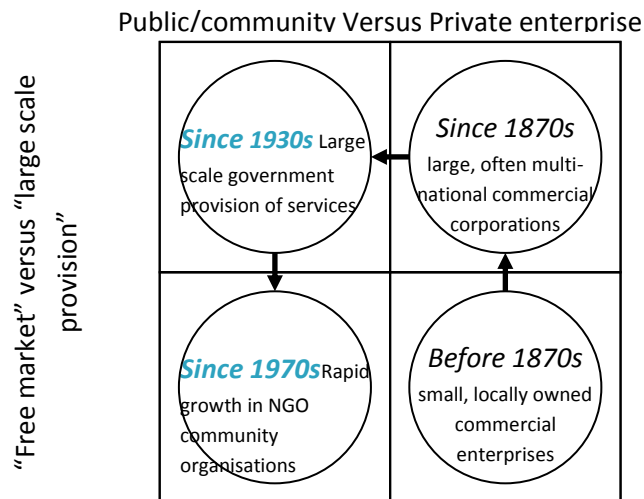 Public/community Versus Private enterprise
“Free market” versus “large scale
provision”
Since 1930s Large
scale government
provision of services
Since 1870s
large, often multi-
national commercial
corporations
Since 1970s Rapid
growth in NGO
community
organisations
Before 1870s
small, locally owned
commercial
enterprises